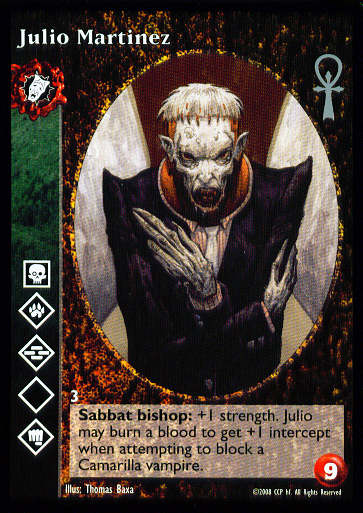 Julio Martinez
3
Sabbat bishop: +1 strength. Julio
may burn a blood to get +1 intercept
when attempting to block a
Camarilla vampire.
9
Illus: Thomas Baxa
©2008 CCP hf. All rights reserved.